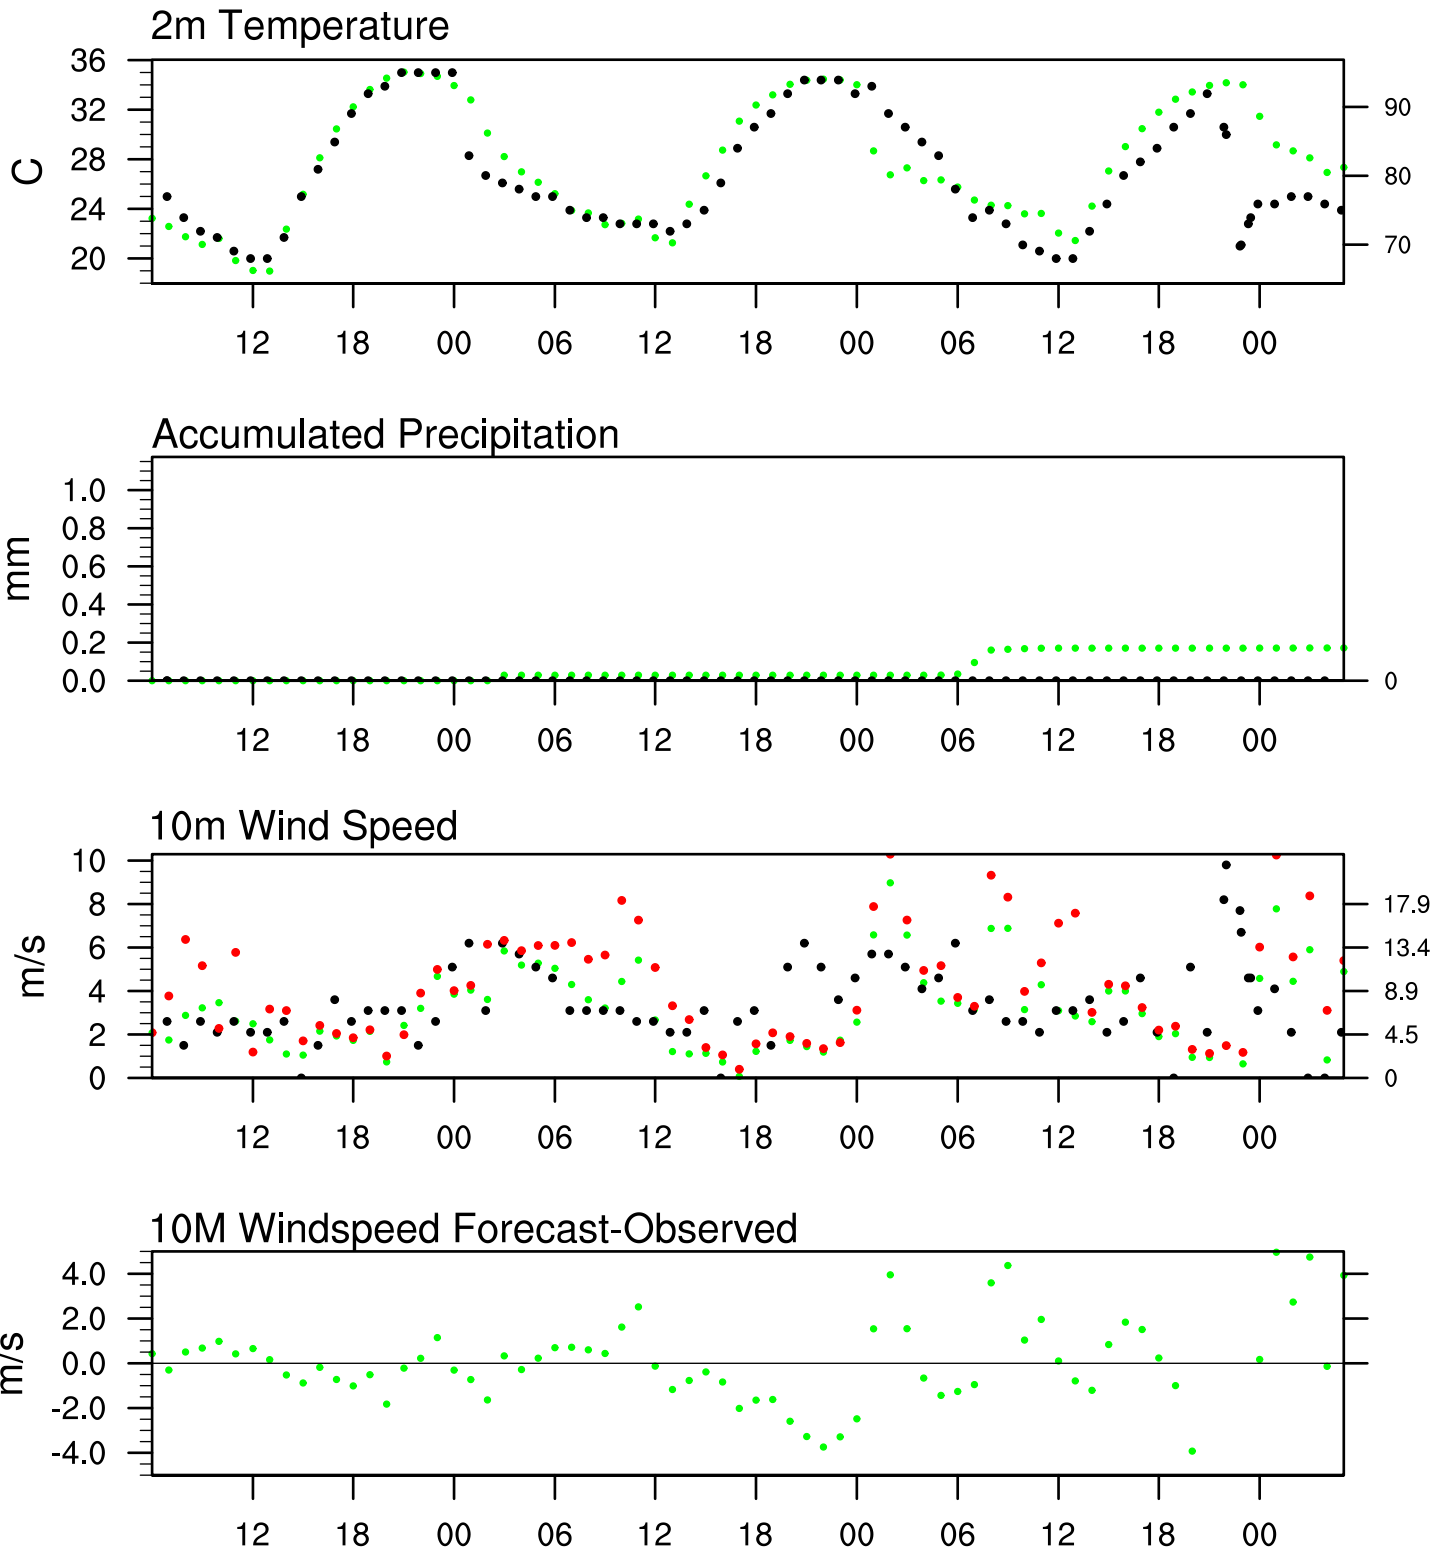 2m Temperature
36
32
28
24
20
C
90
80
70
12 18 00 06 12 18 00 06 12 18 00
Accumulated Precipitation
1.0
0.8
0.6
0.4
0.2
0.0
mm
0
12 18 00 06 12 18 00 06 12 18 00
10m Wind Speed
10
8
6
4
2
0
m/s
17.9
13.4
8.9
4.5
0
12 18 00 06 12 18 00 06 12 18 00
10M Windspeed Forecast-Observed
4.0
2.0
0.0
-2.0
-4.0
m/s
12 18 00 06 12 18 00 06 12 18 00